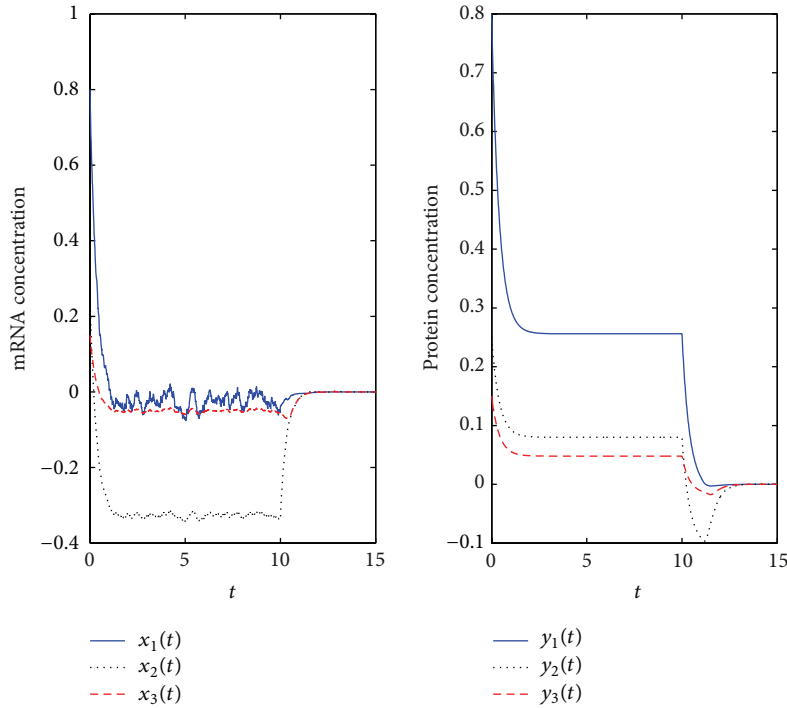 1
0.8
0.6
0.4
0.2
0
−0.2
−0.4
mRNA concentration
0 5 10 15
t
x1(t)
x2(t)
x3(t)
0.8
0.7
0.6
0.5
0.4
0.3
0.2
0.1
0
−0.1
Protein concentration
0 5 10 15
t
y1(t)
y2(t)
y3(t)